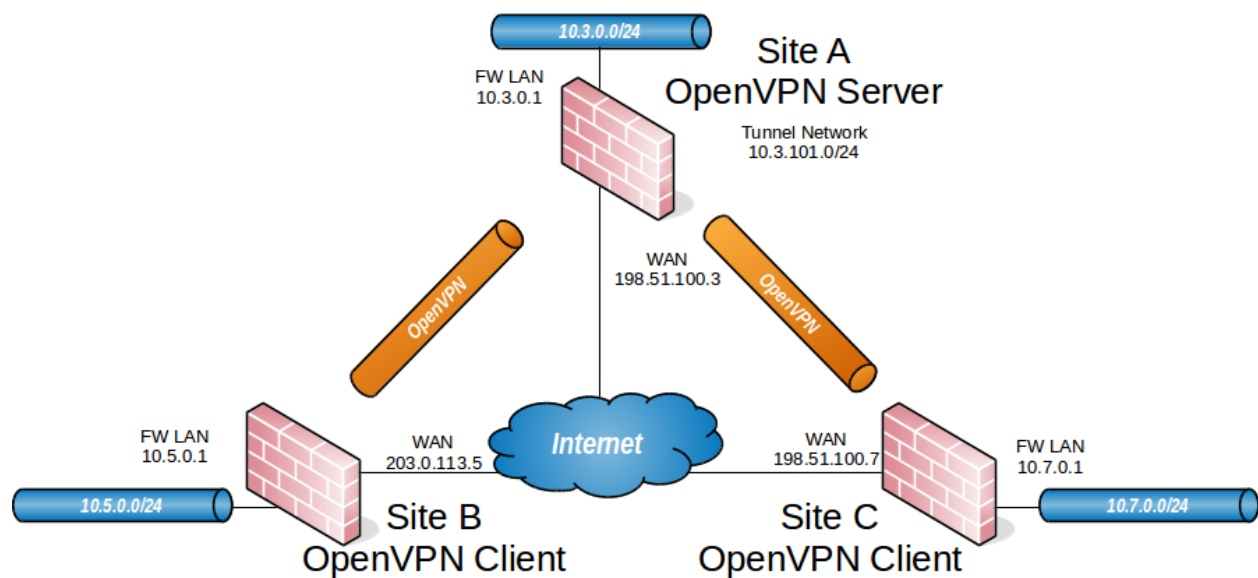 10.3.0.0/24
Site A
OpenVPN Server
FW LAN
10.3.0.1
Tunnel Network
10.3.101.0/24
WAN
198.51.100.3
OpenVPN
OpenVPN
Internet
FW LAN
10.5.0.1
WAN
203.0.113.5
10.5.0.0/24
Site B
OpenVPN Client
WAN
198.51.100.7
FW LAN
10.7.0.1
10.7.0.0/24
Site C
OpenVPN Client